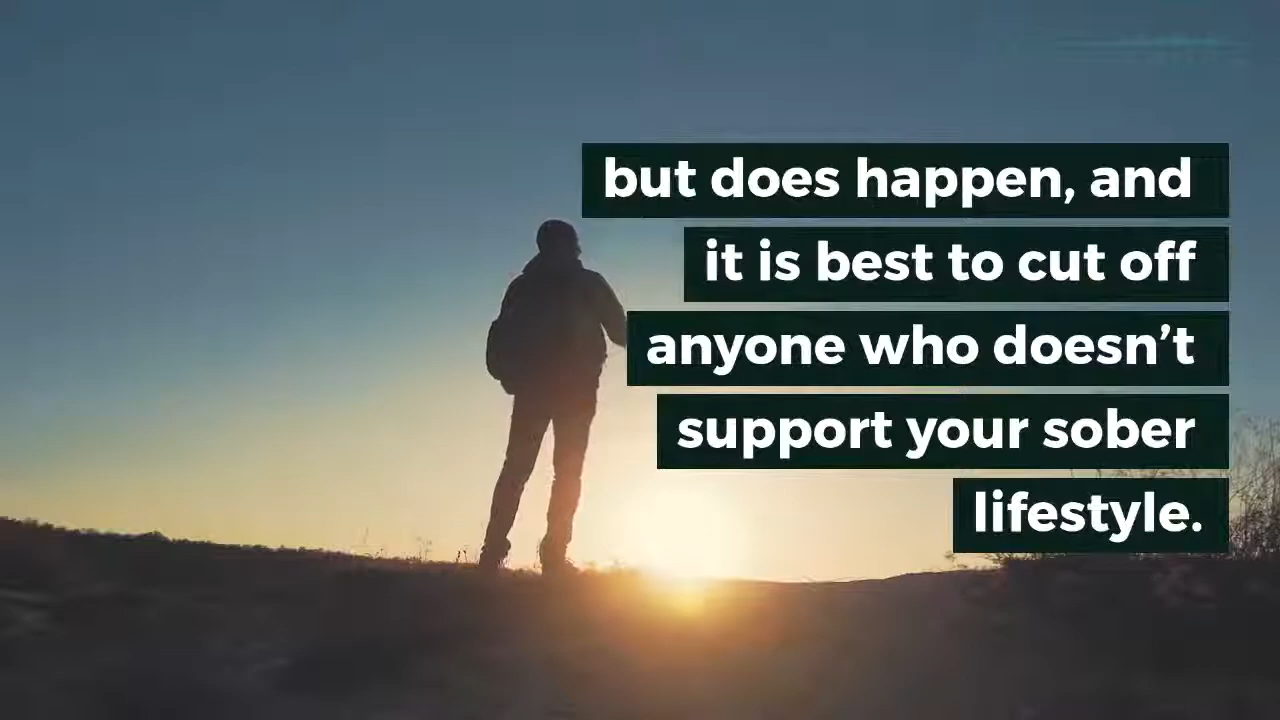 but does happen, and
it is best to cut off
anyone who doesn’t
support your sober
lifestyle.